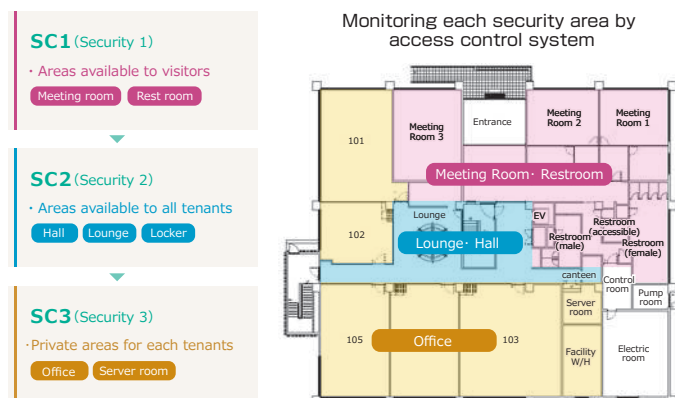 SC1 (Security 1)
・Areas available to visitors
Meeting room Rest room
SC2 (Security 2)
・Areas available to all tenants
Hall Lounge Locker
SC3 (Security 3)
・Private areas for each tenants
Office Server room
Monitoring each security area by
access control system
101
Meeting
Room 3
Entrance
Meeting
Room 2
Meeting
Room 1
Meeting Room・Restroom
102
Lounge
Lounge・Hall
EV
Restroom
(male)
Restroom
(accessible)
Restroom
(female)
canteen
Control
room
Pump
room
Server
room
105
Office
103
Facility
W/H
Electric
room